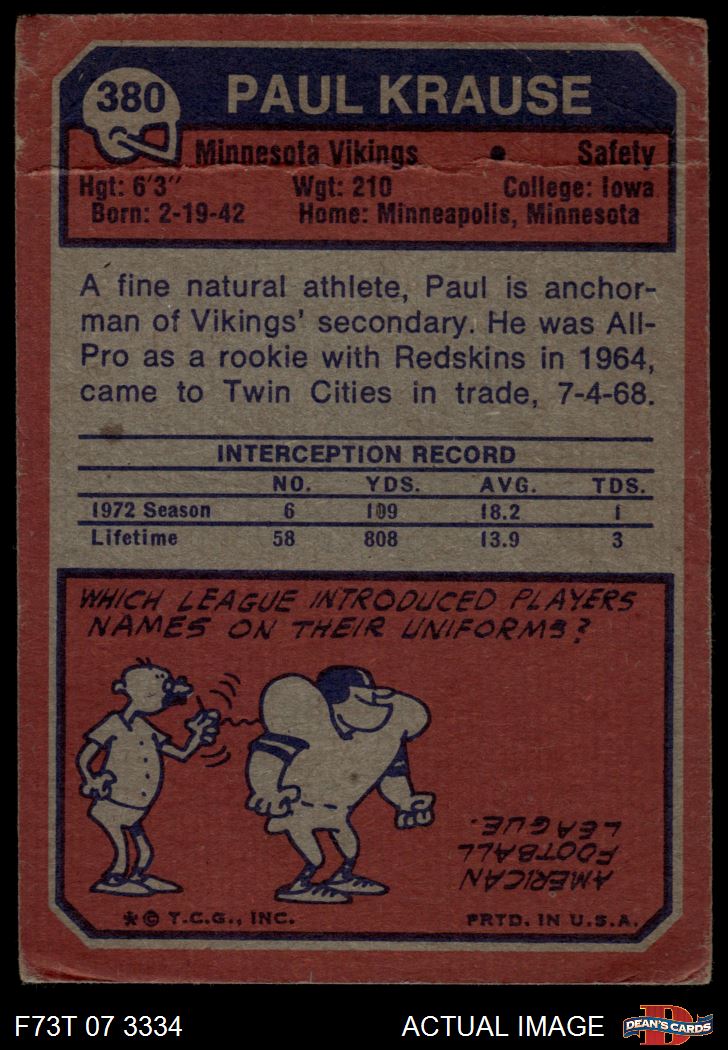 380
PAUL KRAUSE
Minnesota Vikings • Safety
Hgt: 6'3" Wgt: 210 College: Iowa
Born: 2-19-42 Home: Minneapolis, Minnesota
A fine natural athlete, Paul is anchor-
man of Vikings' secondary. He was All-
Pro as a rookie with Redskins in 1964,
came to Twin Cities in trade, 7-4-68.
INTERCEPTION RECORD
NO. YDS. AVG. TDS.
1972 Season 6 109 18.2 1
Lifetime 58 808 13.9 3
WHICH LEAGUE INTRODUCED PLAYERS
NAMES ON THEIR UNIFORMS?
AMERICAN
FOOTBALL
LEAGUE.
* © T.C.G., INC. PRTD. IN U.S.A.
F73T 07 3334 ACTUAL IMAGE
D
DEAN'S CARDS